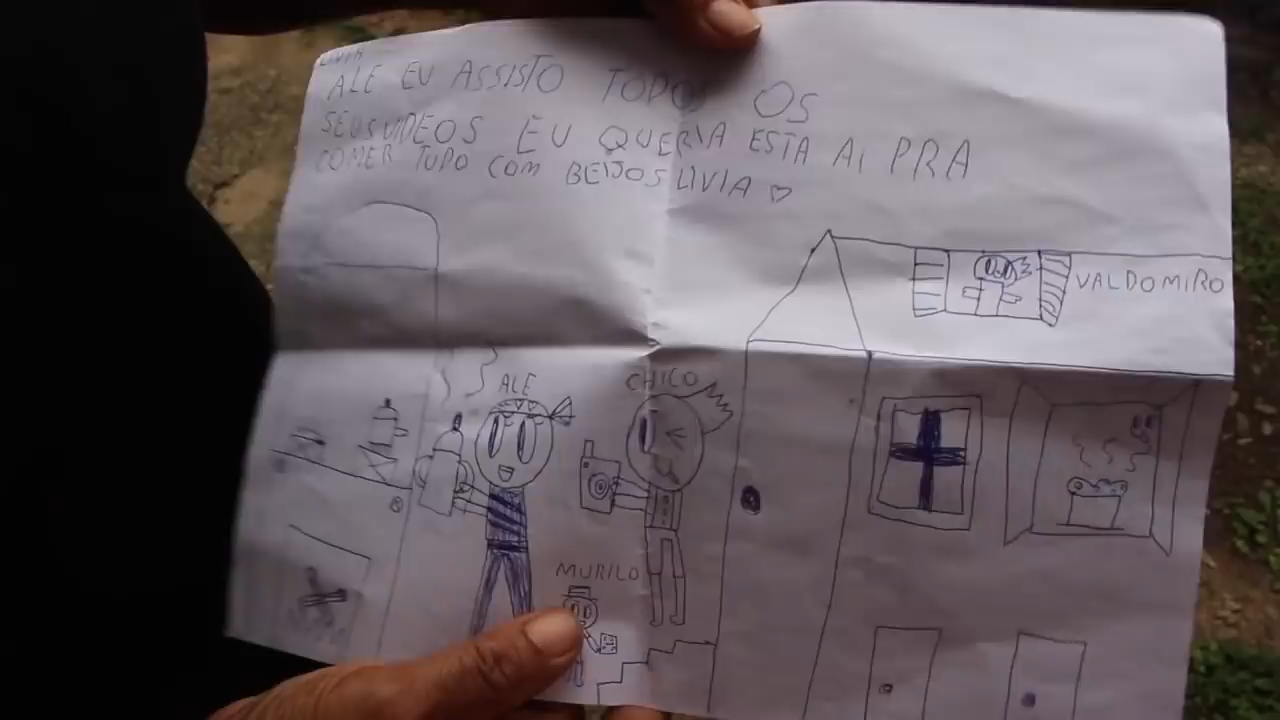 LIVIA
ALE EU ASSISTO TODOS OS
SEUS VIDEOS EU QUERIA ESTA AI PRA
COMER TUDO COM BEIJOS LIVIA ♡
VALDOMIRO
ALE
CHICO
MURILO